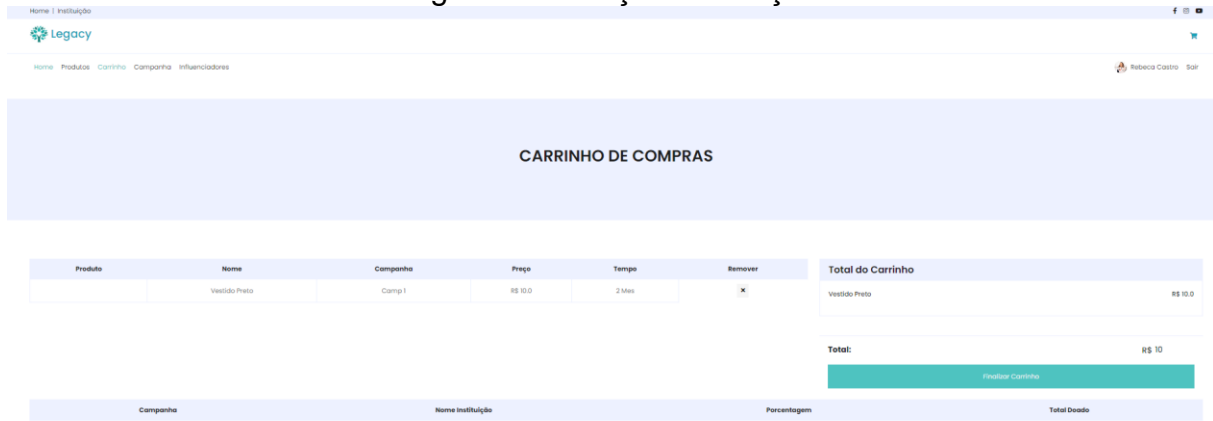 Home | Instituição
Legacy
Home Produtos Carrinho Campanha Influenciadores
Rebeca Castro Sair
CARRINHO DE COMPRAS
Produto Nome Campanha Preço Tempo Remover
Vestido Preto Camp 1 R$ 10.0 2 Mes ×
Total do Carrinho
Vestido Preto R$ 10.0
Total: R$ 10
Finalizar Carrinho
Campanha Nome Instituição Porcentagem Total Doado